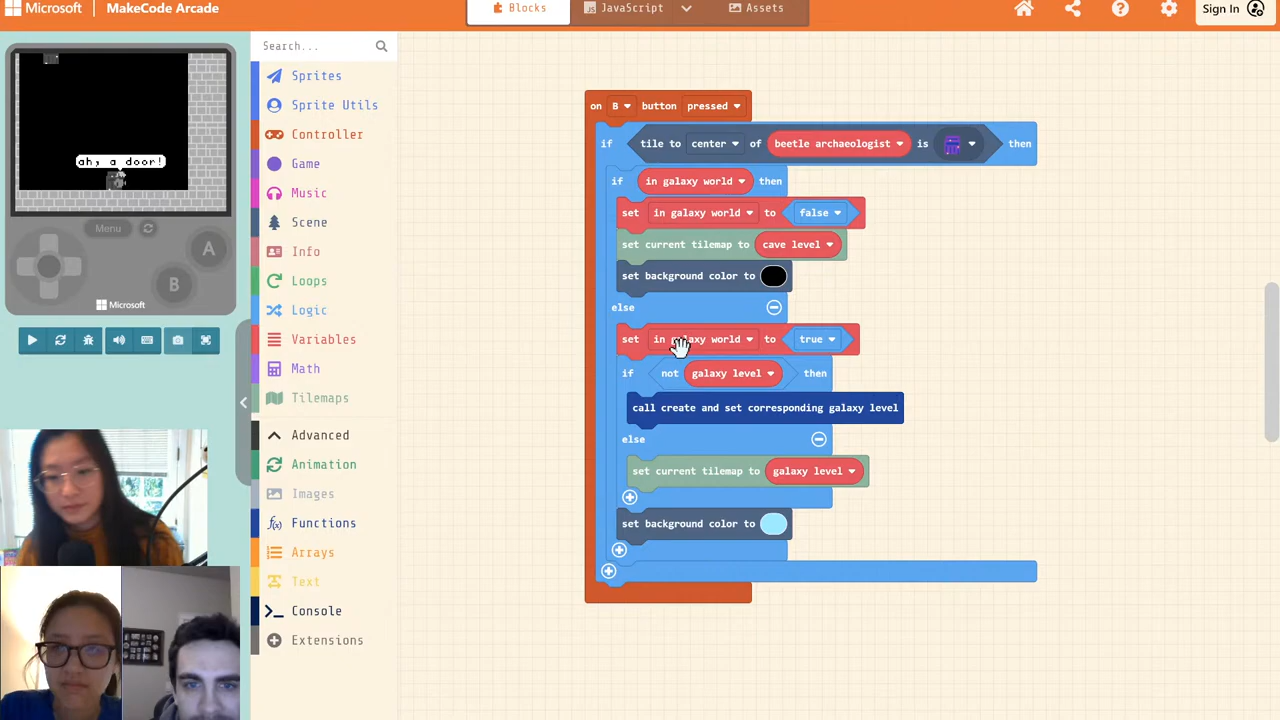 Microsoft
MakeCode Arcade
Blocks
JavaScript
Assets
Sign In
ah, a door!
Menu
A
B
Microsoft
Search...
Sprites
Sprite Utils
Controller
Game
Music
Scene
Info
Loops
Logic
Variables
Math
Tilemaps
Advanced
Animation
Images
Functions
Arrays
Text
Console
Extensions
on B button pressed
if tile to center of beetle archaeologist is then
if in galaxy world then
set in galaxy world to false
set current tilemap to cave level
set background color to
else
set in galaxy world to true
if not galaxy level then
call create and set corresponding galaxy level
else
set current tilemap to galaxy level
set background color to